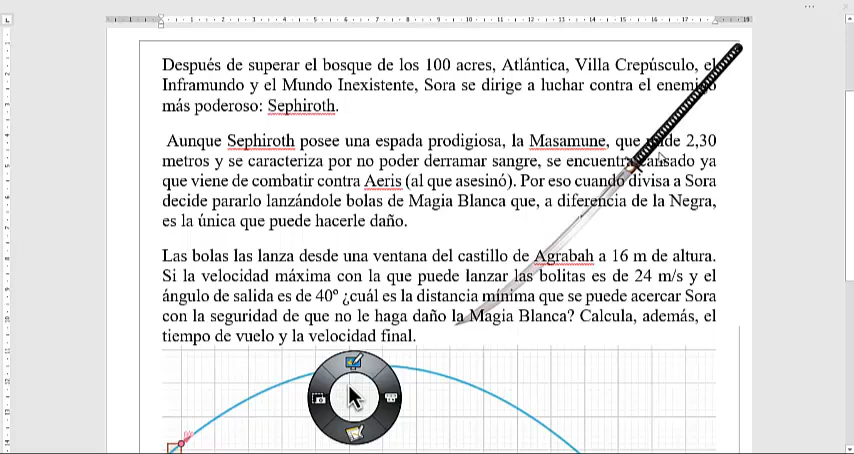 Después de superar el bosque de los 100 acres, Atlántica, Villa Crepúsculo, el
Inframundo y el Mundo Inexistente, Sora se dirige a luchar contra el enemigo
más poderoso: Sephiroth.
Aunque Sephiroth posee una espada prodigiosa, la Masamune, que mide 2,30
metros y se caracteriza por no poder derramar sangre, se encuentra cansado ya
que viene de combatir contra Aeris (al que asesinó). Por eso cuando divisa a Sora
decide pararlo lanzándole bolas de Magia Blanca que, a diferencia de la Negra,
es la única que puede hacerle daño.
Las bolas las lanza desde una ventana del castillo de Agrabah a 16 m de altura.
Si la velocidad máxima con la que puede lanzar las bolitas es de 24 m/s y el
ángulo de salida es de 40º ¿cuál es la distancia mínima que se puede acercar Sora
con la seguridad de que no le haga daño la Magia Blanca? Calcula, además, el
tiempo de vuelo y la velocidad final.